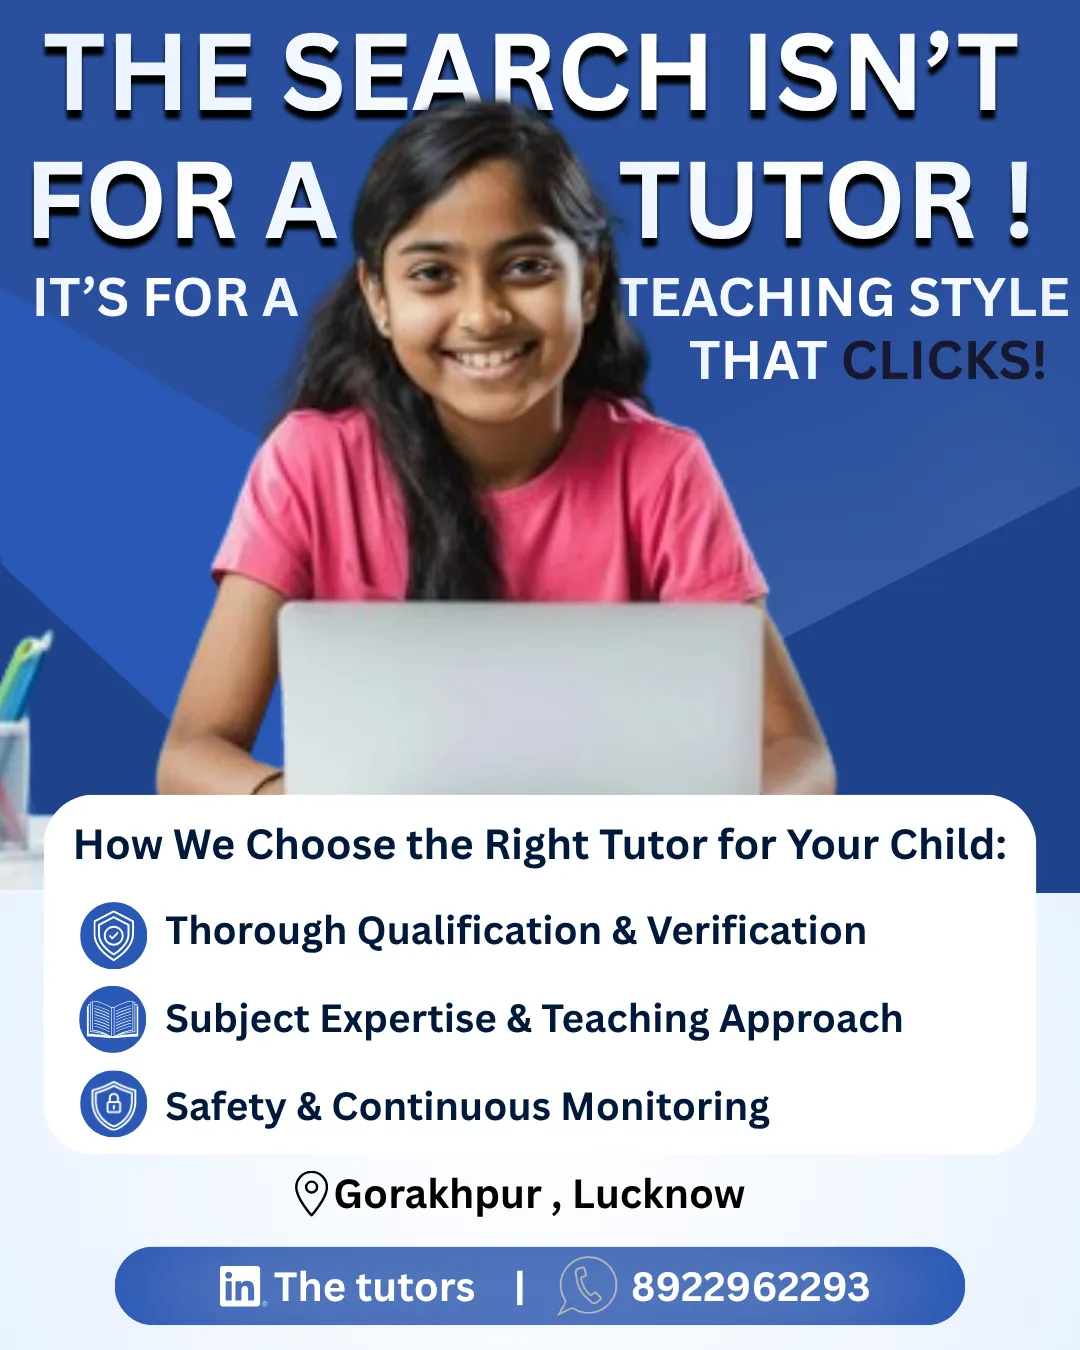 THE SEARCH ISN’T
FOR A TUTOR !
IT’S FOR A TEACHING STYLE
THAT CLICKS!
How We Choose the Right Tutor for Your Child:
Thorough Qualification & Verification
Subject Expertise & Teaching Approach
Safety & Continuous Monitoring
Gorakhpur , Lucknow
in The tutors | 8922962293